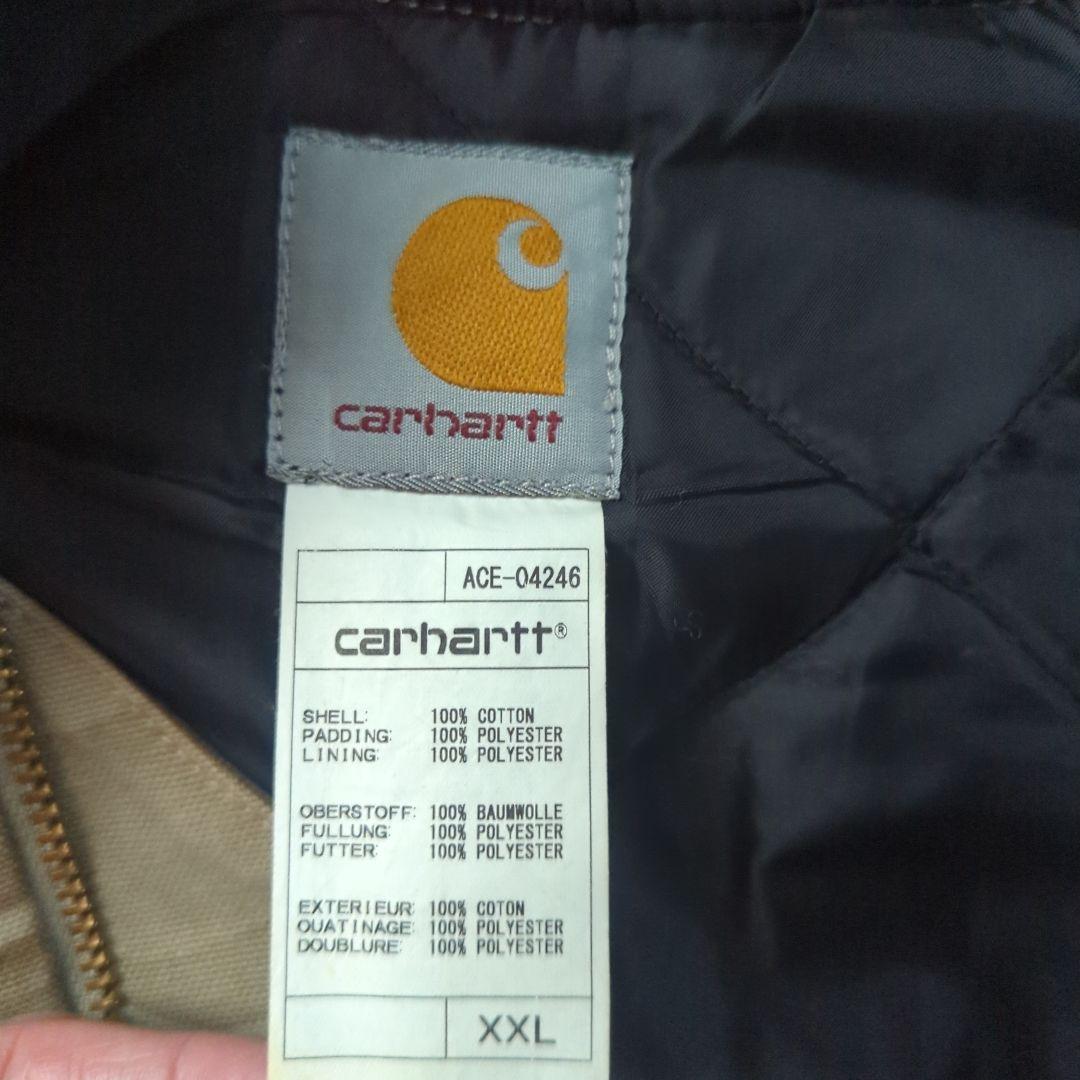 carhartt
ACE-04246
carhartt®
SHELL: 100% COTTON
PADDING: 100% POLYESTER
LINING: 100% POLYESTER
OBERSTOFF: 100% BAUMWOLLE
FULLUNG: 100% POLYESTER
FUTTER: 100% POLYESTER
EXTERIEUR: 100% COTON
OUATINAGE: 100% POLYESTER
DOUBLURE: 100% POLYESTER
XXL